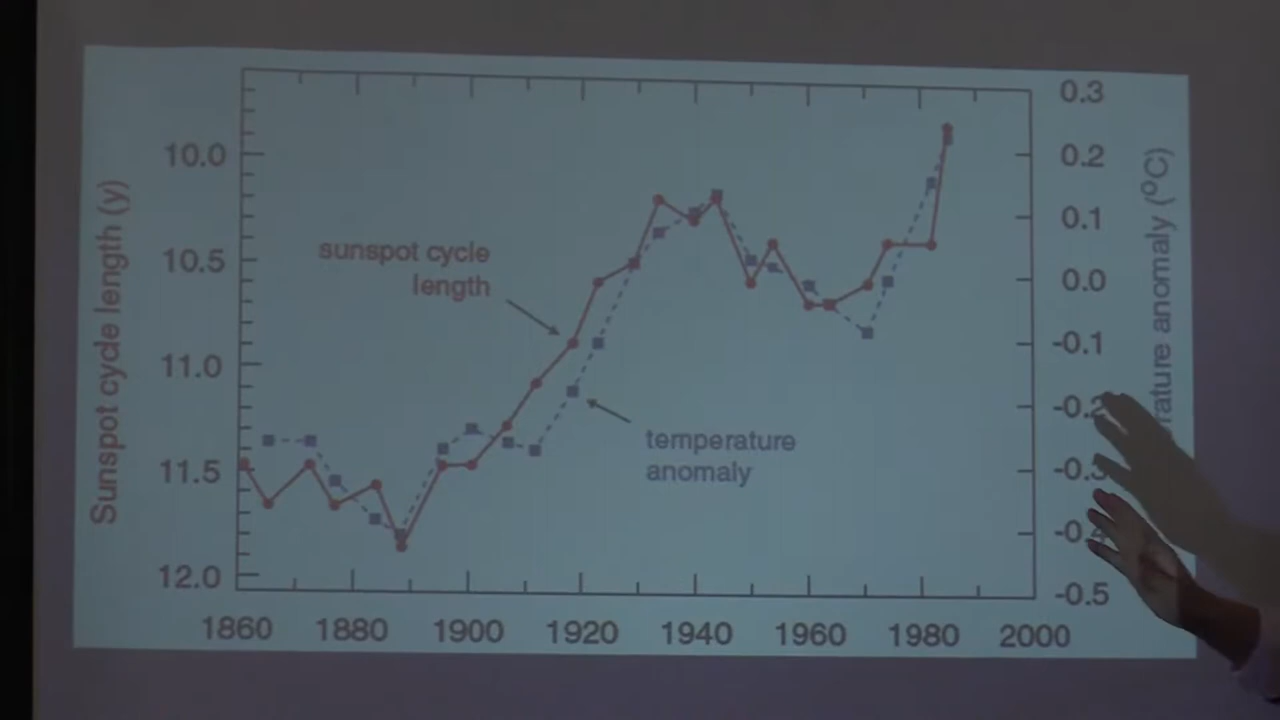 Sunspot cycle length (y)
10.0
10.5
11.0
11.5
12.0
sunspot cycle
length
temperature
anomaly
0.3
0.2
0.1
0.0
-0.1
-0.2
-0.3
-0.4
-0.5
anomaly (°C)
1860 1880 1900 1920 1940 1960 1980 2000